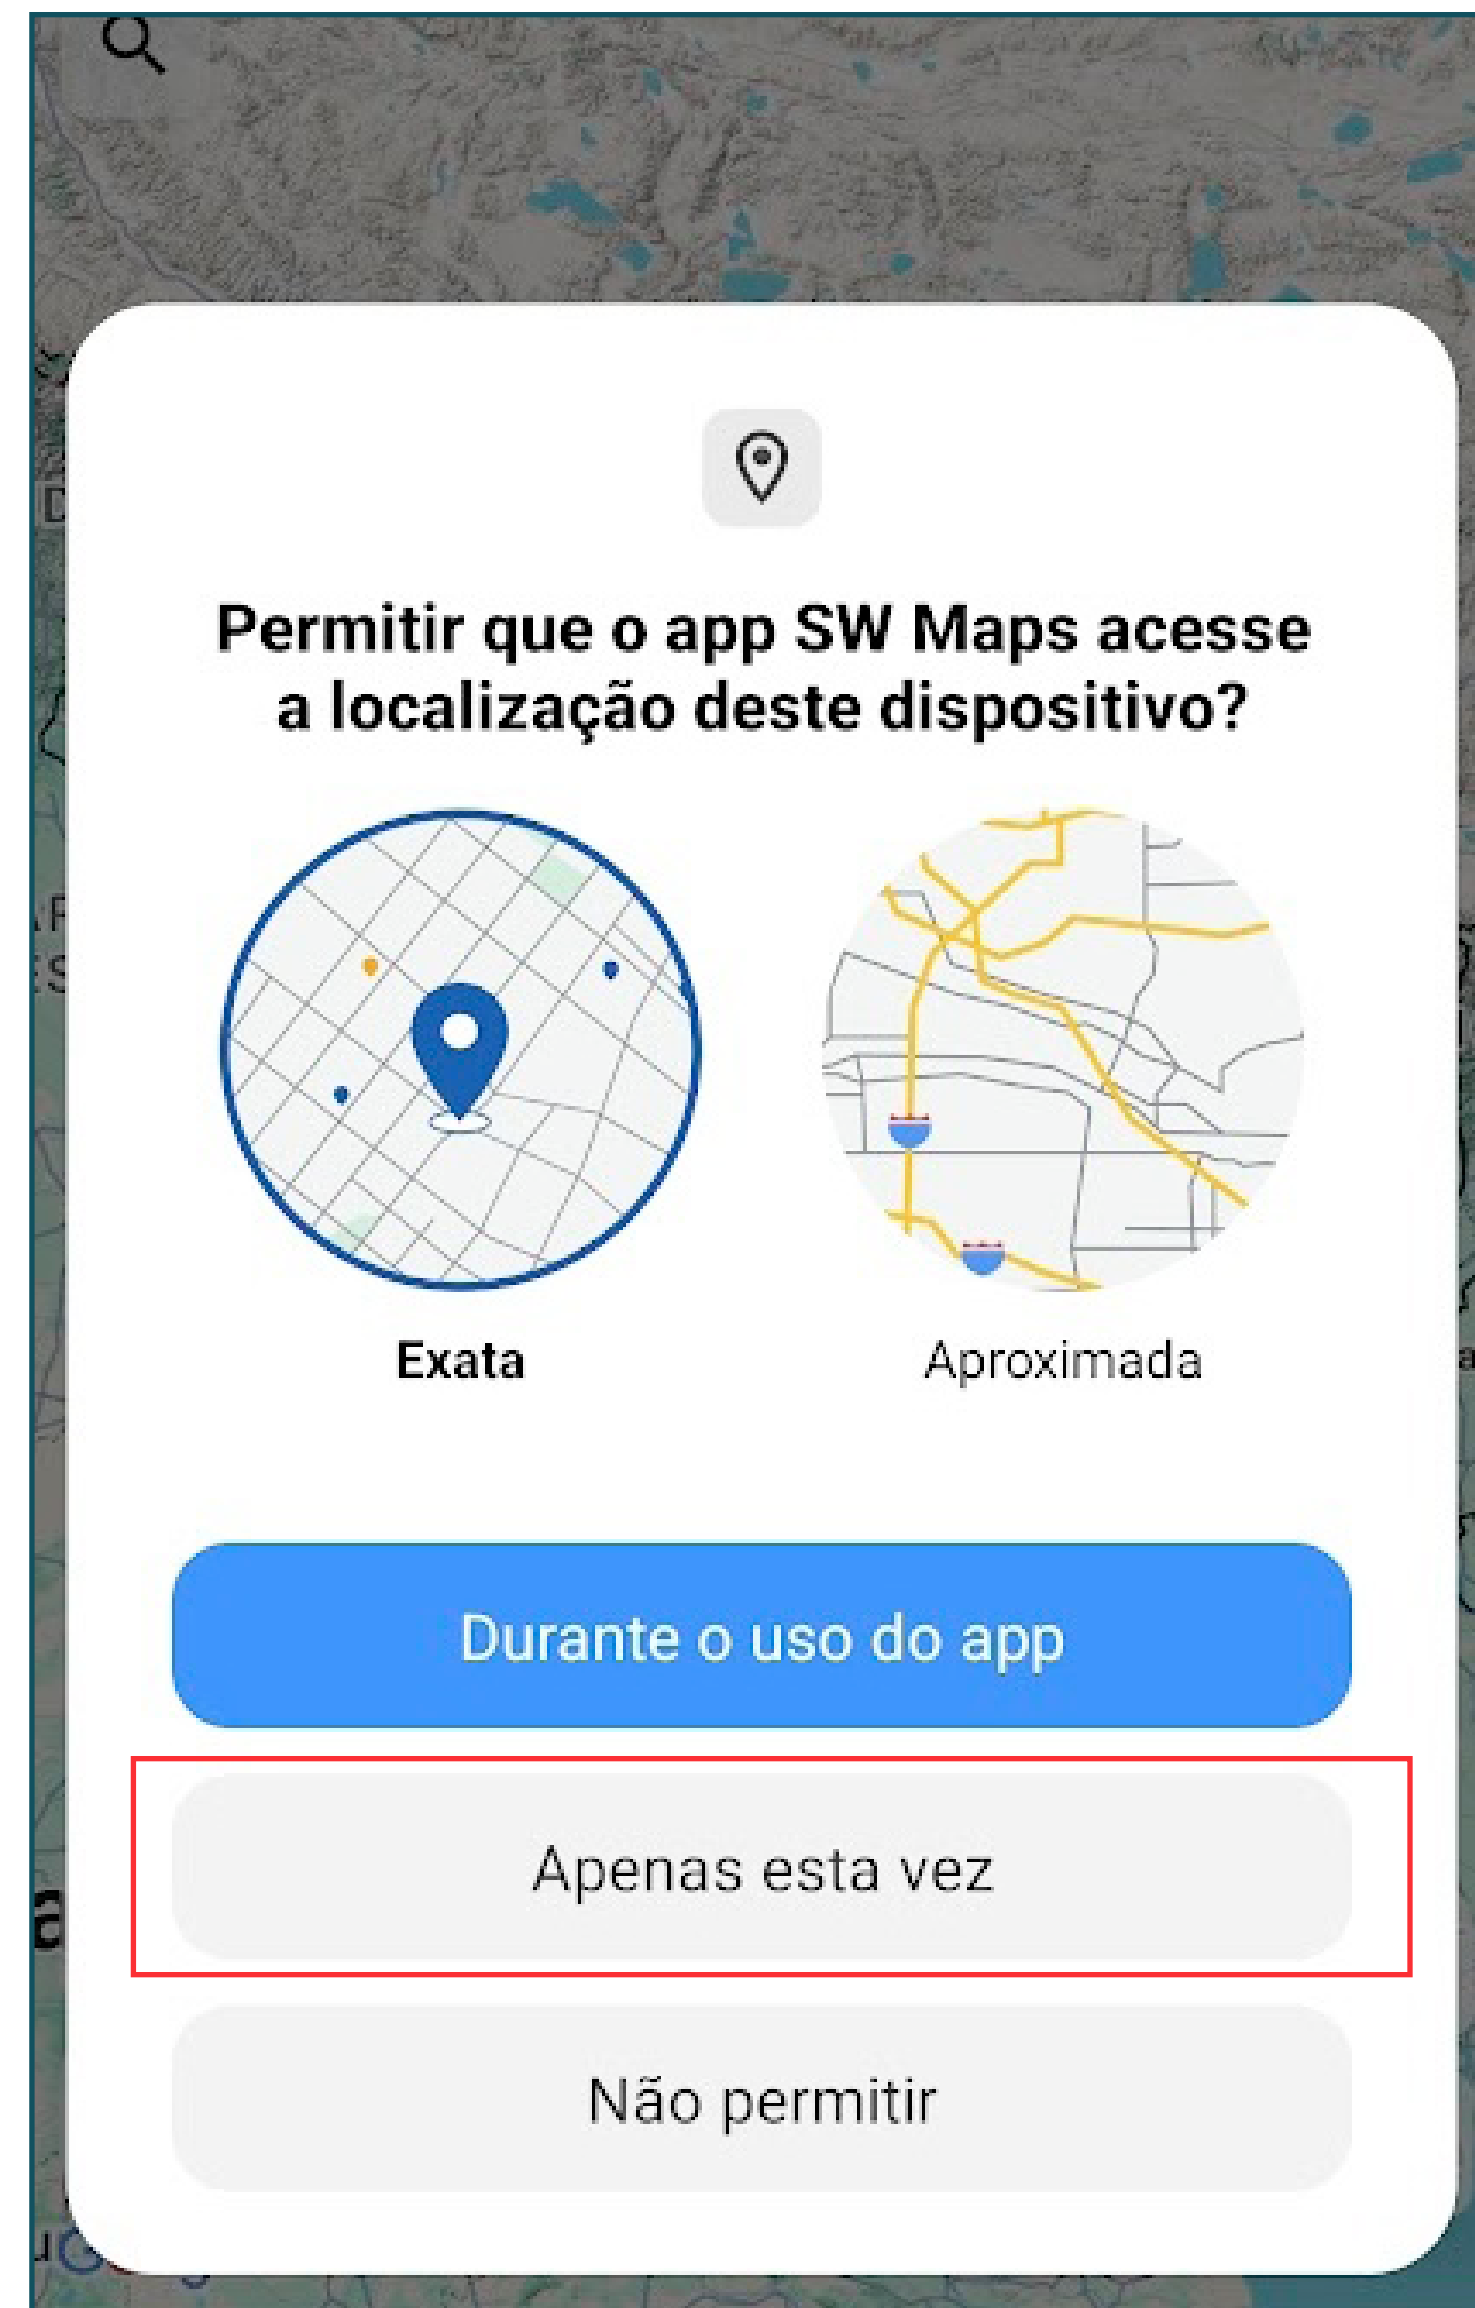 Permitir que o app SW Maps acesse
a localização deste dispositivo?
Exata
Aproximada
Durante o uso do app
Apenas esta vez
Não permitir